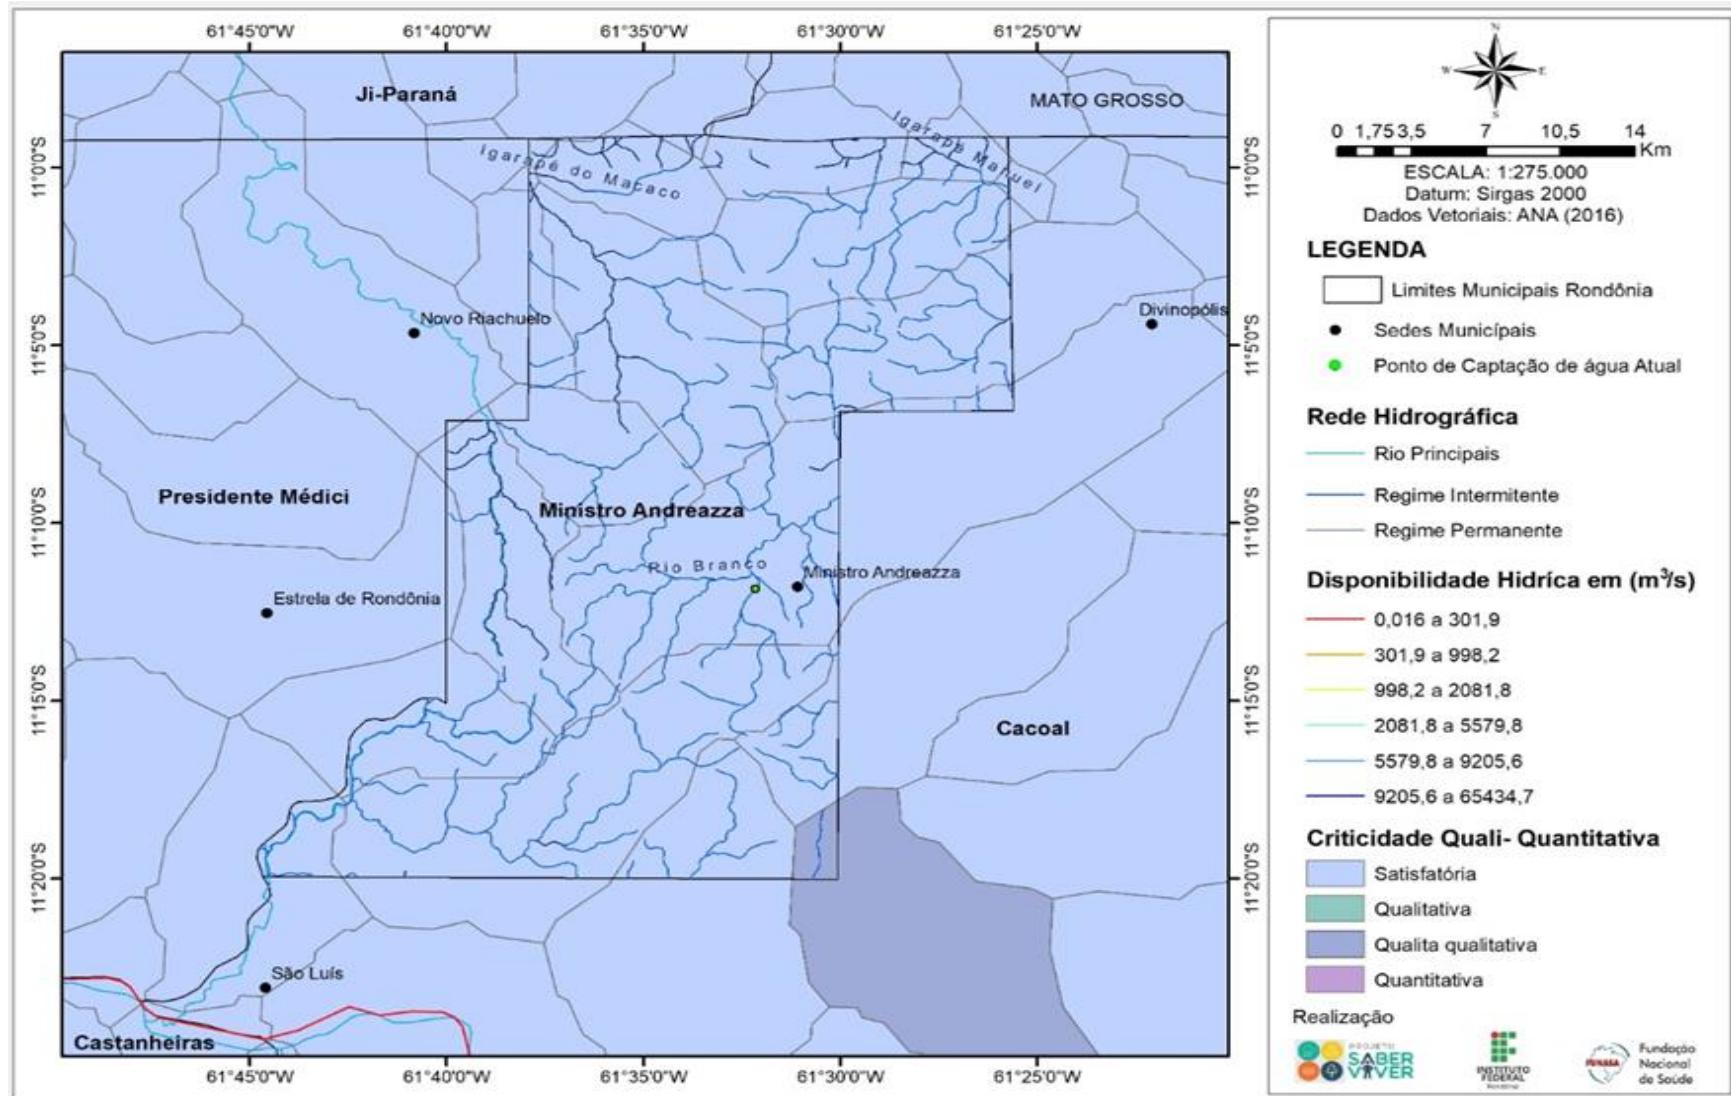 61°45'0"W 61°40'0"W 61°35'0"W 61°30'0"W 61°25'0"W
Ji-Paraná
MATO GROSSO
Igarapé do Macaco
Igarapé Manuel
11°0'0"S 11°0'0"S
Novo Riachuelo
Divinopólis
11°5'0"S 11°5'0"S
Presidente Médici
Ministro Andreazza
11°10'0"S 11°10'0"S
Rio Branco
Ministro Andreazza
Estrela de Rondônia
11°15'0"S 11°15'0"S
Cacoal
11°20'0"S 11°20'0"S
São Luís
Castanheiras
61°45'0"W 61°40'0"W 61°35'0"W 61°30'0"W 61°25'0"W
N
W E
S
0 1,75 3,5 7 10,5 14
Km
ESCALA: 1:275.000
Datum: Sirgas 2000
Dados Vetoriais: ANA (2016)
LEGENDA
Limites Municipais Rondônia
Sedes Municípais
Ponto de Captação de água Atual
Rede Hidrográfica
Rio Principais
Regime Intermitente
Regime Permanente
Disponibilidade Hidríca em (m³/s)
0,016 a 301,9
301,9 a 998,2
998,2 a 2081,8
2081,8 a 5579,8
5579,8 a 9205,6
9205,6 a 65434,7
Criticidade Quali- Quantitativa
Satisfatória
Qualitativa
Qualita qualitativa
Quantitativa
Realização
PROJETO
SABER
VIVER
INSTITUTO
FEDERAL
Rondônia
FUNASA
Fundação
Nacional
de Saúde